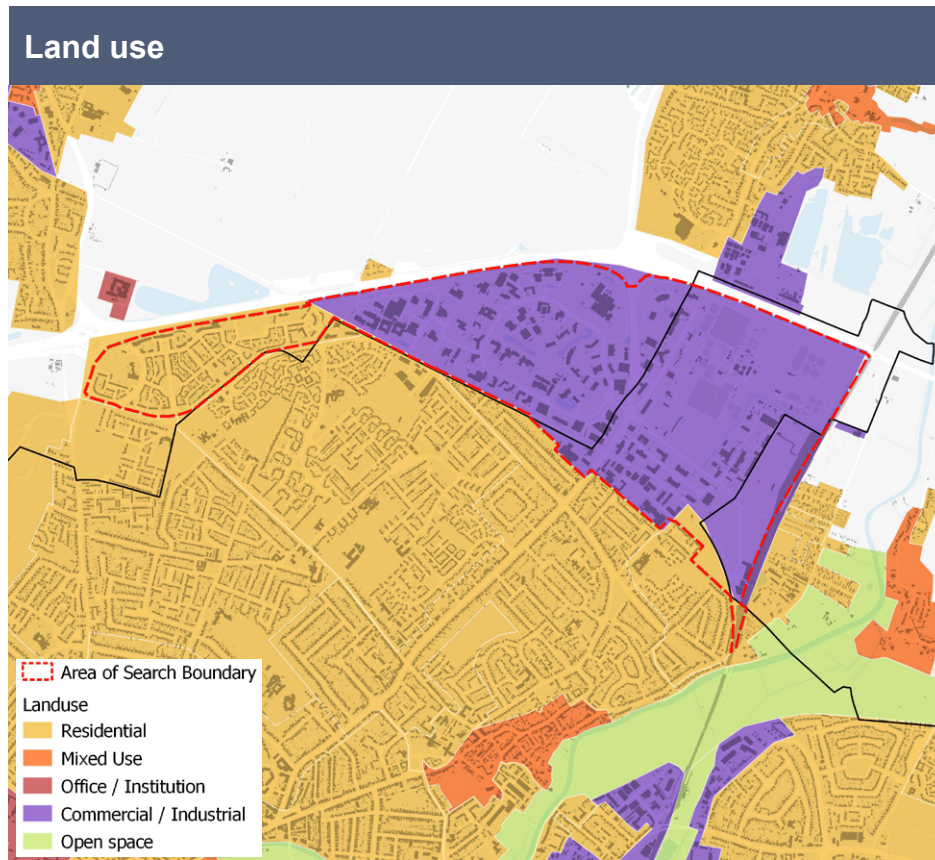 Land use
Area of Search Boundary
Landuse
Residential
Mixed Use
Office / Institution
Commercial / Industrial
Open space